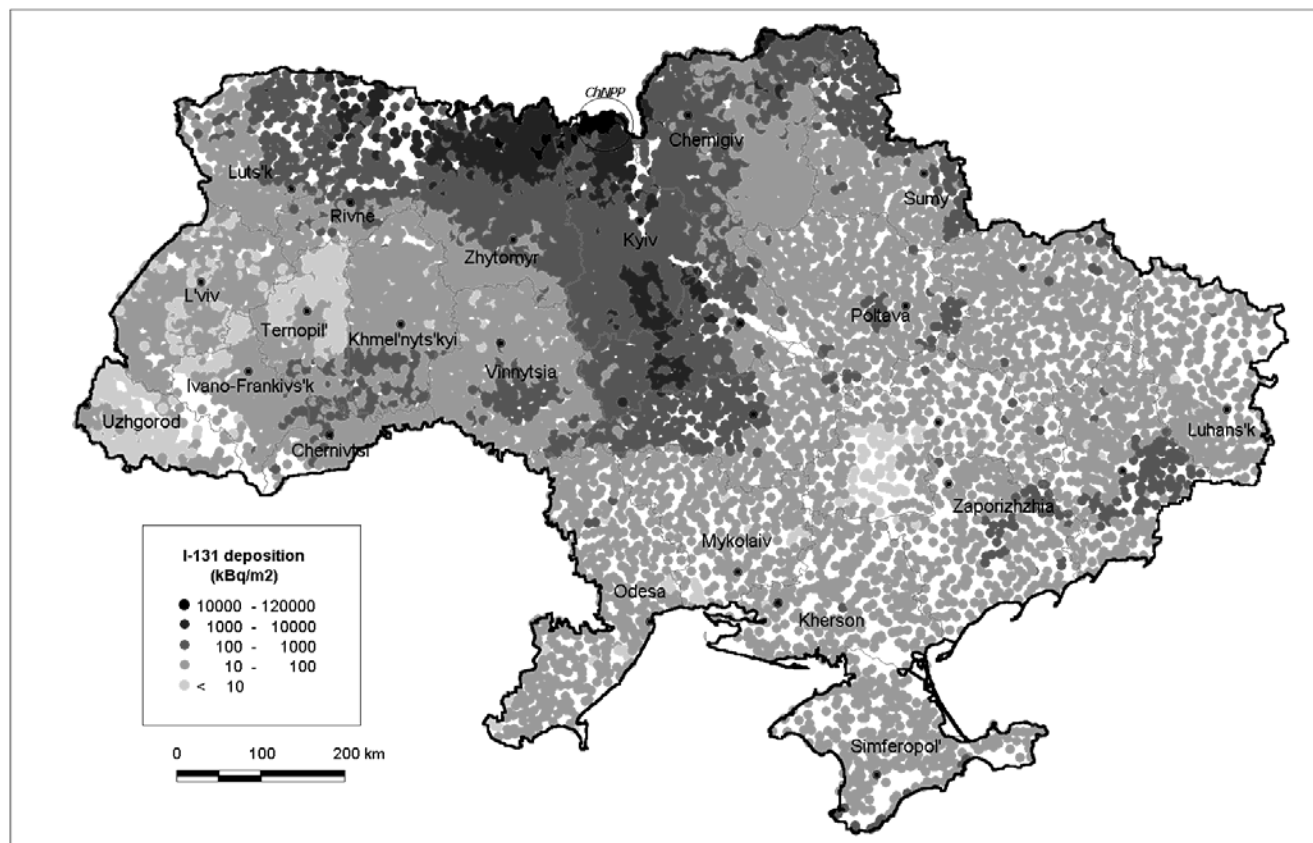 ChNPP
Chernigiv
Luts'k
Sumy
Rivne
Kyiv
Zhytomyr
L'viv
Poltava
Ternopil'
Khmel'nyts'kyi
Vinnytsia
Ivano-Frankivs'k
Uzhgorod
Luhans'k
Chernivtsi
Zaporizhzhia
Mykolaiv
Odesa
Kherson
Simferopol'
I-131 deposition
(kBq/m2)
10000 - 120000
1000 - 10000
100 - 1000
10 - 100
< 10
0 100 200 km